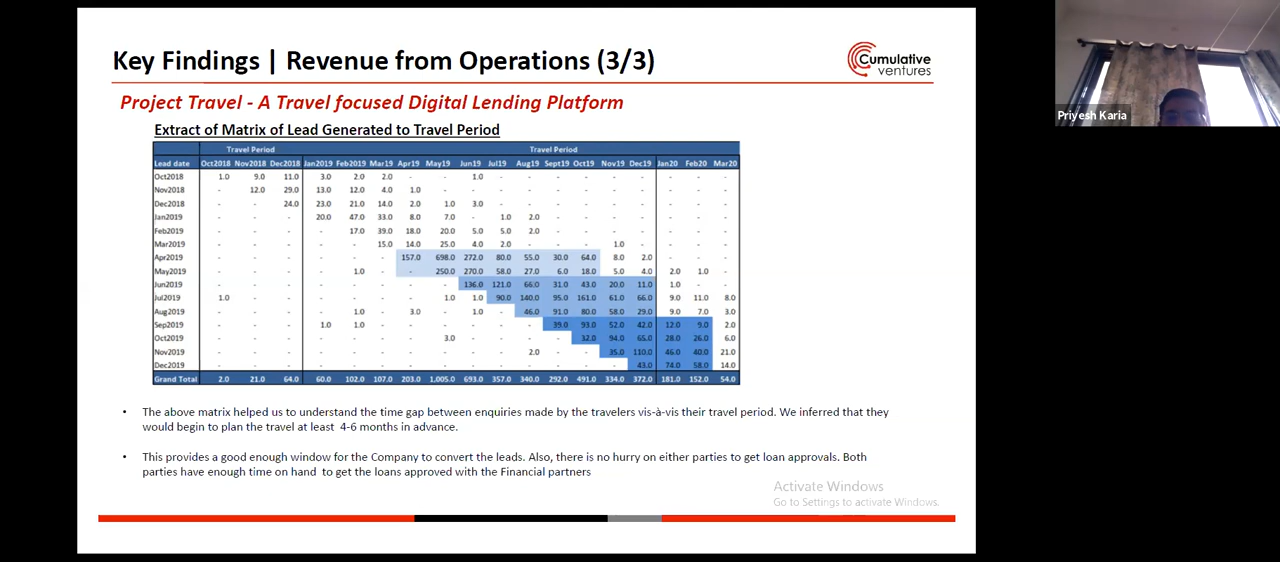 Key Findings | Revenue from Operations (3/3)
Cumulative
ventures
Priyesh Karia
Project Travel - A Travel focused Digital Lending Platform
Extract of Matrix of Lead Generated to Travel Period
Travel Period Travel Period
Lead date Oct2018 Nov2018 Dec2018 Jan2019 Feb2019 Mar19 Apr19 May19 Jun19 Jul19 Aug19 Sept19 Oct19 Nov19 Dec19 Jan20 Feb20 Mar20
Oct2018 1.0 9.0 11.0 3.0 2.0 2.0 - - 1.0 - - - - - - - - -
Nov2018 - 12.0 29.0 13.0 12.0 4.0 1.0 - - - - - - - - - - -
Dec2018 - - 24.0 23.0 21.0 14.0 2.0 1.0 3.0 - - - - - - - - -
Jan2019 - - - 20.0 47.0 33.0 8.0 7.0 - 1.0 2.0 - - - - - - -
Feb2019 - - - - 17.0 39.0 18.0 20.0 5.0 5.0 2.0 - - - - - - -
Mar2019 - - - - - 15.0 14.0 25.0 4.0 2.0 - - - 1.0 - - - -
Apr2019 - - - - - - 157.0 698.0 272.0 80.0 55.0 30.0 64.0 8.0 2.0 - - -
May2019 - - - - 1.0 - - 250.0 270.0 58.0 27.0 6.0 18.0 5.0 4.0 2.0 1.0 -
Jun2019 - - - - - - - - 136.0 121.0 66.0 31.0 43.0 20.0 11.0 1.0 - -
Jul2019 1.0 - - - - - - 1.0 1.0 90.0 140.0 95.0 161.0 61.0 66.0 9.0 11.0 8.0
Aug2019 - - - - 1.0 - 3.0 - 1.0 - 46.0 91.0 80.0 58.0 29.0 9.0 7.0 3.0
Sep2019 - - - 1.0 1.0 - - - - - - 39.0 93.0 52.0 42.0 12.0 9.0 2.0
Oct2019 - - - - - - - 3.0 - - - - 32.0 94.0 65.0 28.0 26.0 6.0
Nov2019 - - - - - - - - - - 2.0 - - 35.0 110.0 46.0 40.0 21.0
Dec2019 - - - - - - - - - - - - - - 43.0 74.0 58.0 14.0
Grand Total 2.0 21.0 64.0 60.0 102.0 107.0 203.0 1,005.0 693.0 357.0 340.0 292.0 491.0 334.0 372.0 181.0 152.0 54.0
• The above matrix helped us to understand the time gap between enquiries made by the travelers vis-à-vis their travel period. We inferred that they
would begin to plan the travel at least 4-6 months in advance.
• This provides a good enough window for the Company to convert the leads. Also, there is no hurry on either parties to get loan approvals. Both
parties have enough time on hand to get the loans approved with the Financial partners
Activate Windows
Go to Settings to activate Windows.